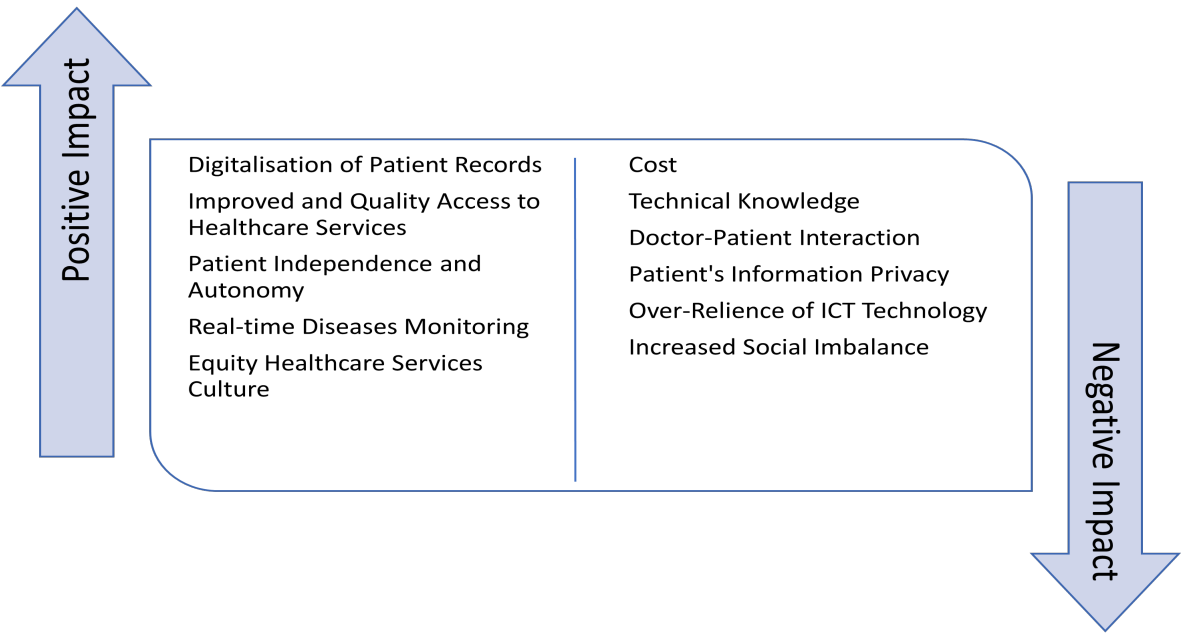 Positive Impact
Digitalisation of Patient Records
Improved and Quality Access to
Healthcare Services
Patient Independence and
Autonomy
Real-time Diseases Monitoring
Equity Healthcare Services
Culture
Cost
Technical Knowledge
Doctor-Patient Interaction
Patient's Information Privacy
Over-Relience of ICT Technology
Increased Social Imbalance
Negative Impact